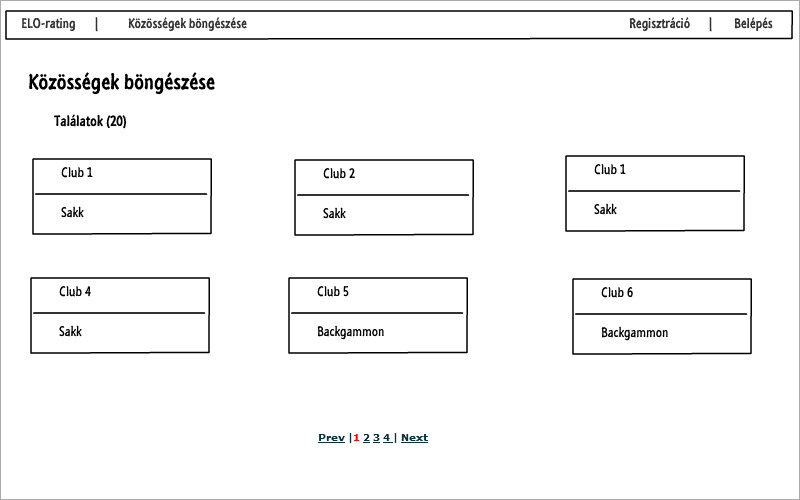 ELO-rating | Közösségek böngészése Regisztráció | Belépés
Közösségek böngészése
Találatok (20)
Club 1
Sakk
Club 2
Sakk
Club 1
Sakk
Club 4
Sakk
Club 5
Backgammon
Club 6
Backgammon
Prev |1 2 3 4 | Next